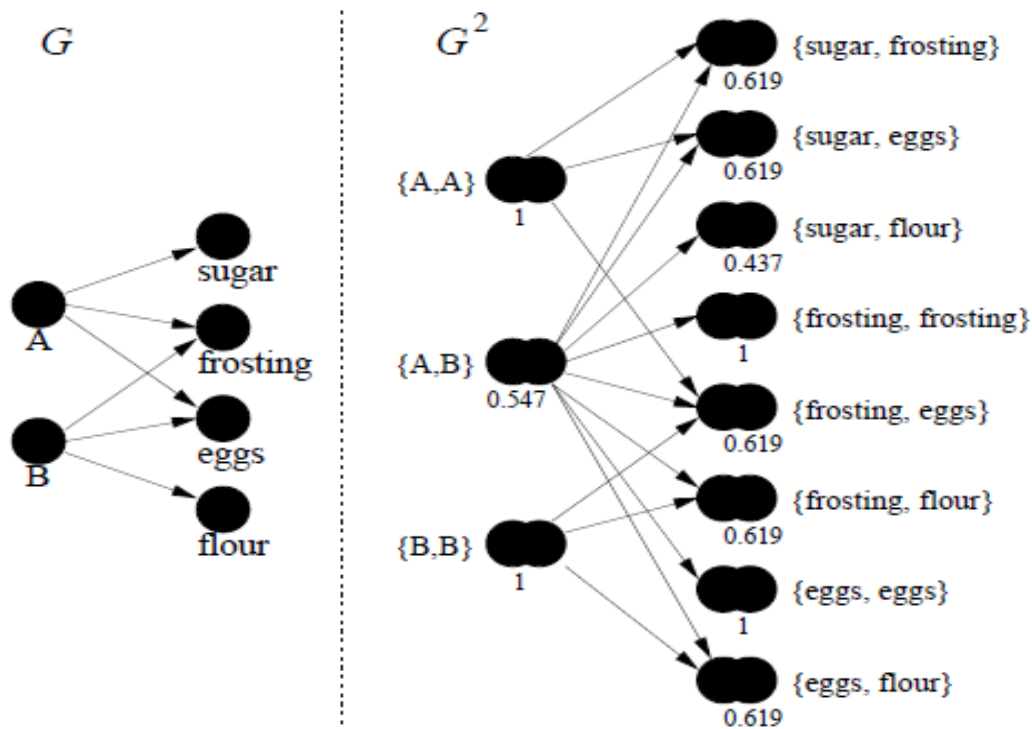 G
A
B
sugar
frosting
eggs
flour
G²
{A,A}
1
{A,B}
0.547
{B,B}
1
{sugar, frosting}
0.619
{sugar, eggs}
0.619
{sugar, flour}
0.437
{frosting, frosting}
1
{frosting, eggs}
0.619
{frosting, flour}
0.619
{eggs, eggs}
1
{eggs, flour}
0.619